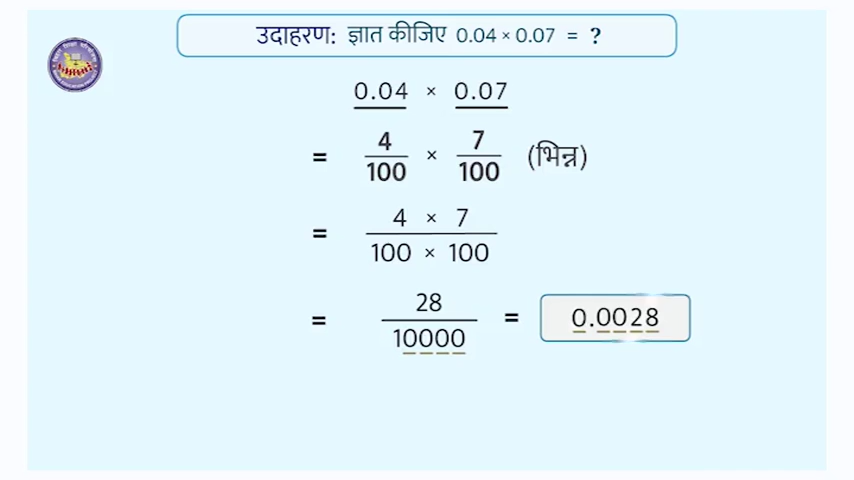 उदाहरण: ज्ञात कीजिए 0.04 × 0.07 = ?
0.04 × 0.07
= 4/100 × 7/100 (भिन्न)
= 4 × 7 / 100 × 100
= 28/10000 = 0.0028